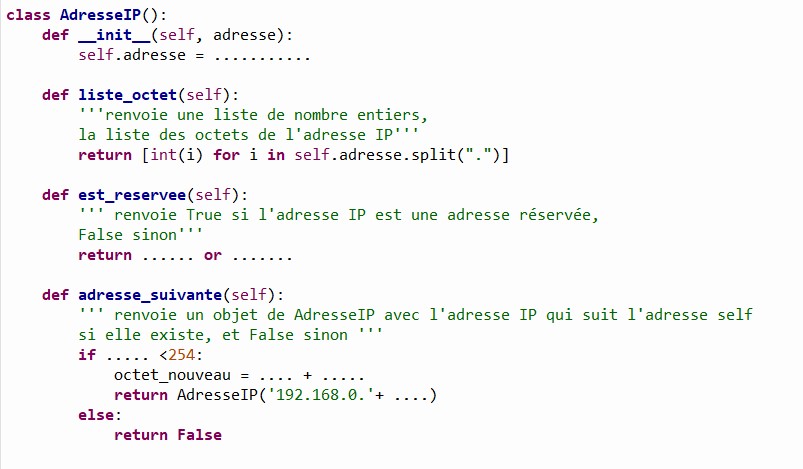 class AdresseIP():
    def __init__(self, adresse):
        self.adresse = ...........
    def liste_octet(self):
        '''renvoie une liste de nombre entiers,
        la liste des octets de l'adresse IP'''
        return [int(i) for i in self.adresse.split(".")]
    def est_reservee(self):
        ''' renvoie True si l'adresse IP est une adresse réservée,
        False sinon'''
        return ...... or .......
    def adresse_suivante(self):
        ''' renvoie un objet de AdresseIP avec l'adresse IP qui suit l'adresse self
        si elle existe, et False sinon '''
        if ..... <254:
            octet_nouveau = .... + .....
            return AdresseIP('192.168.0.'+ ....)
        else:
            return False